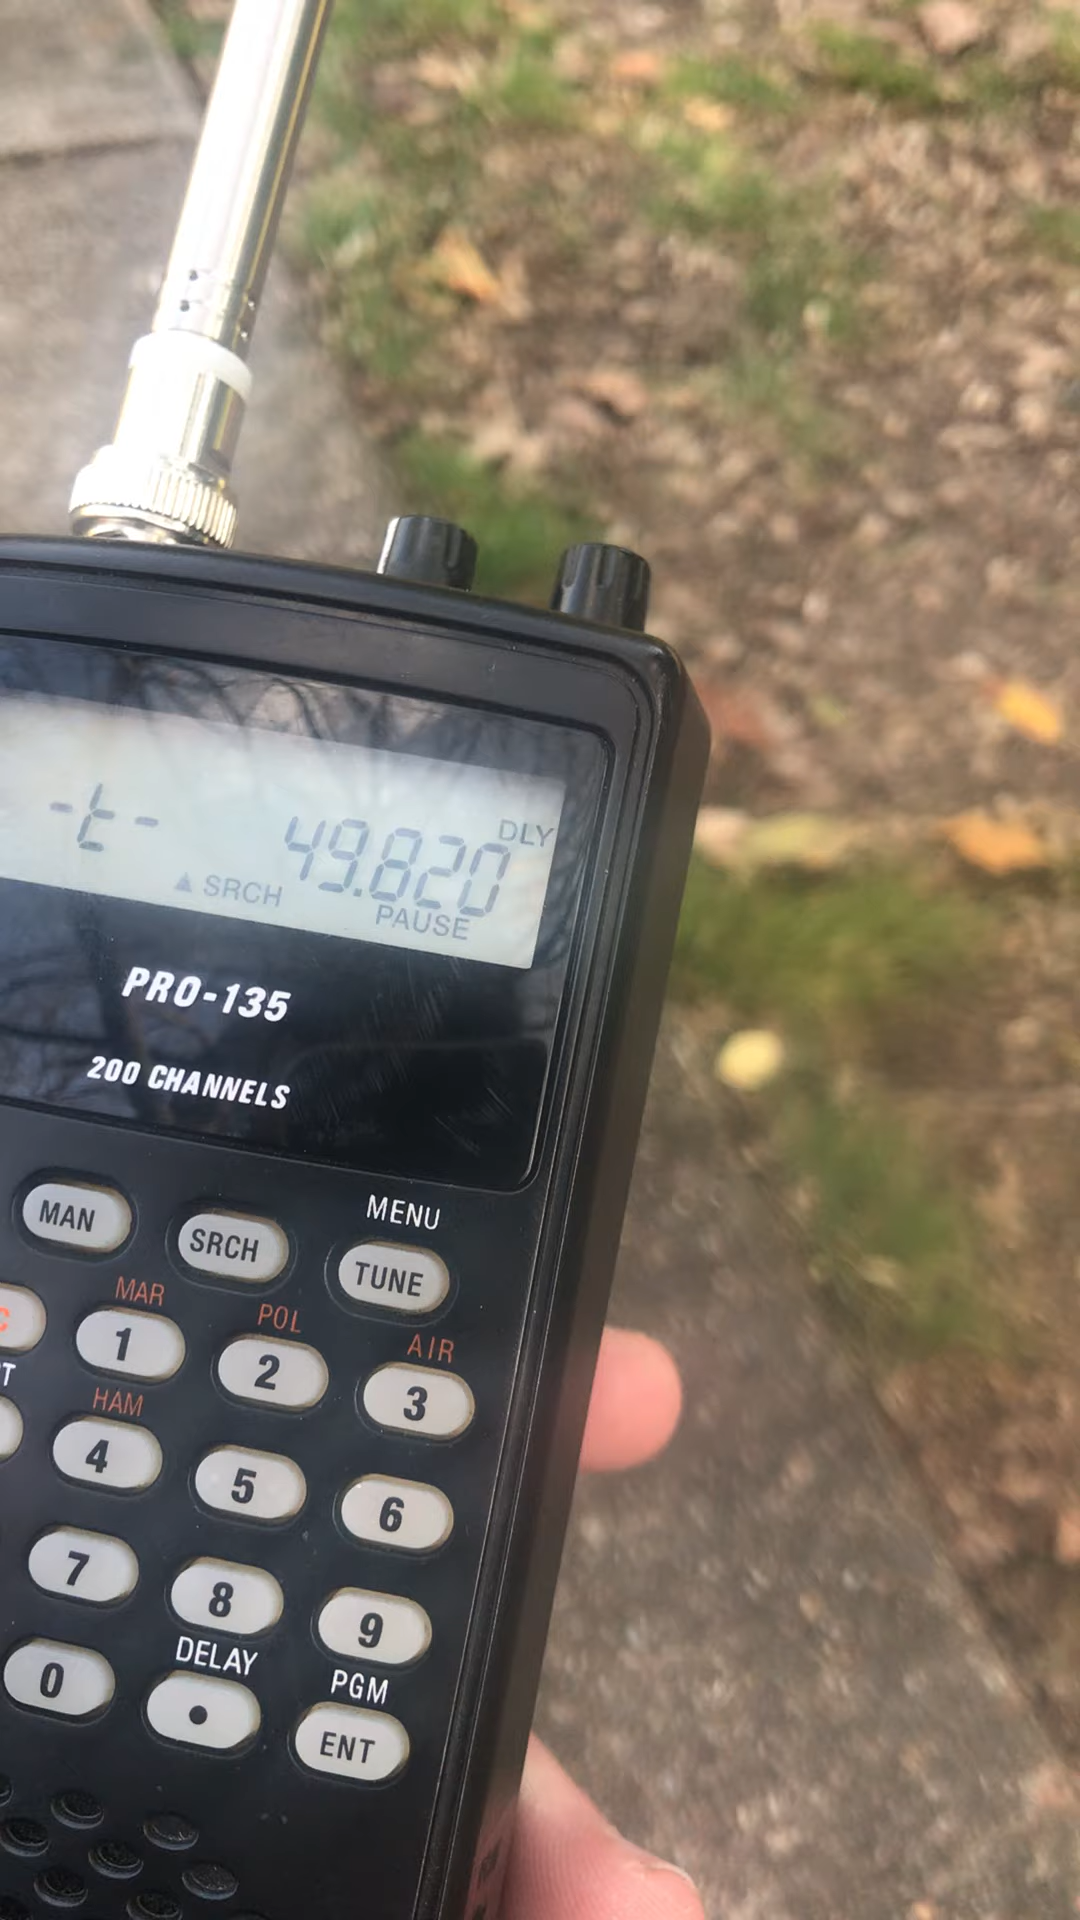 DLY
-t- 49.820
▲ SRCH PAUSE
PRO-135
200 CHANNELS
MENU
MAN SRCH TUNE
MAR POL AIR
1 2 3
HAM
4 5 6
7 8 9
DELAY PGM
0 • ENT